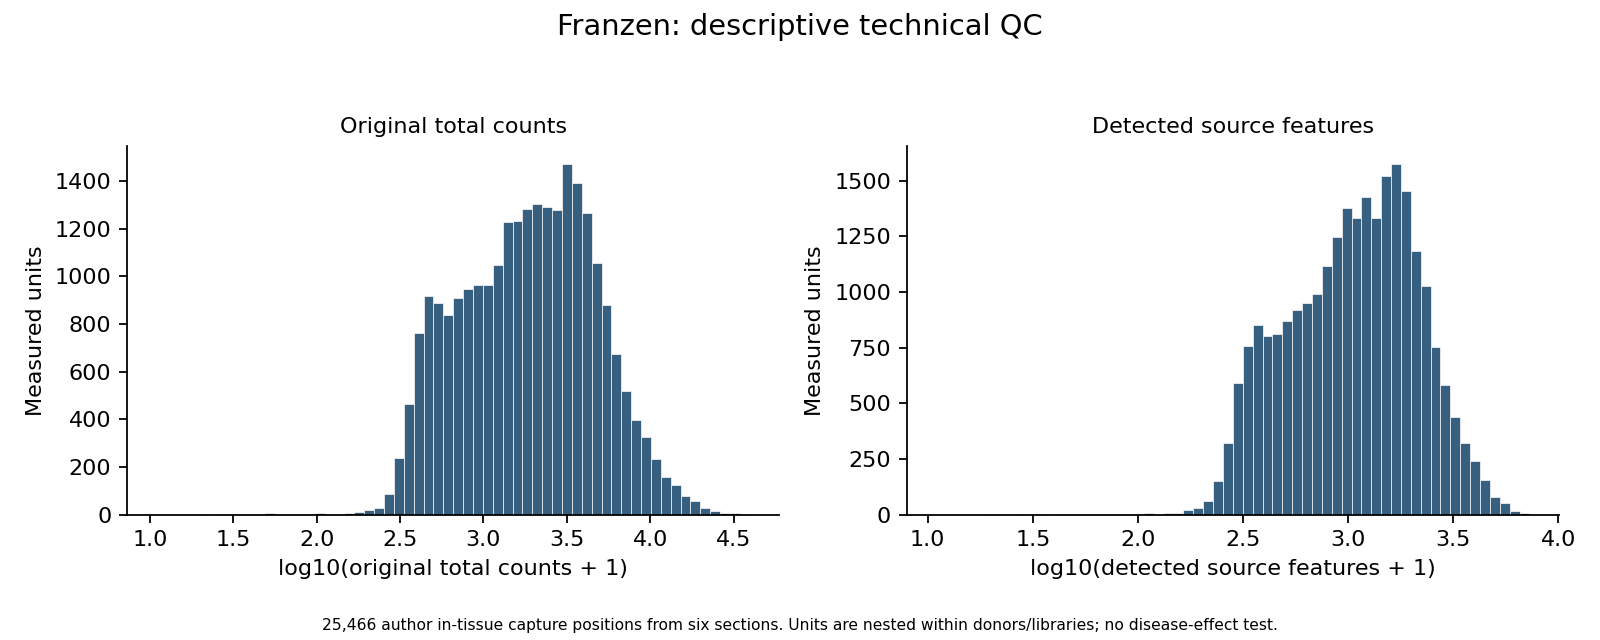 Franzen: descriptive technical QC
Original total counts
Measured units
1400
1200
1000
800
600
400
200
0
1.0 1.5 2.0 2.5 3.0 3.5 4.0 4.5
log10(original total counts + 1)
Detected source features
Measured units
1500
1250
1000
750
500
250
0
1.0 1.5 2.0 2.5 3.0 3.5 4.0
log10(detected source features + 1)
25,466 author in-tissue capture positions from six sections. Units are nested within donors/libraries; no disease-effect test.